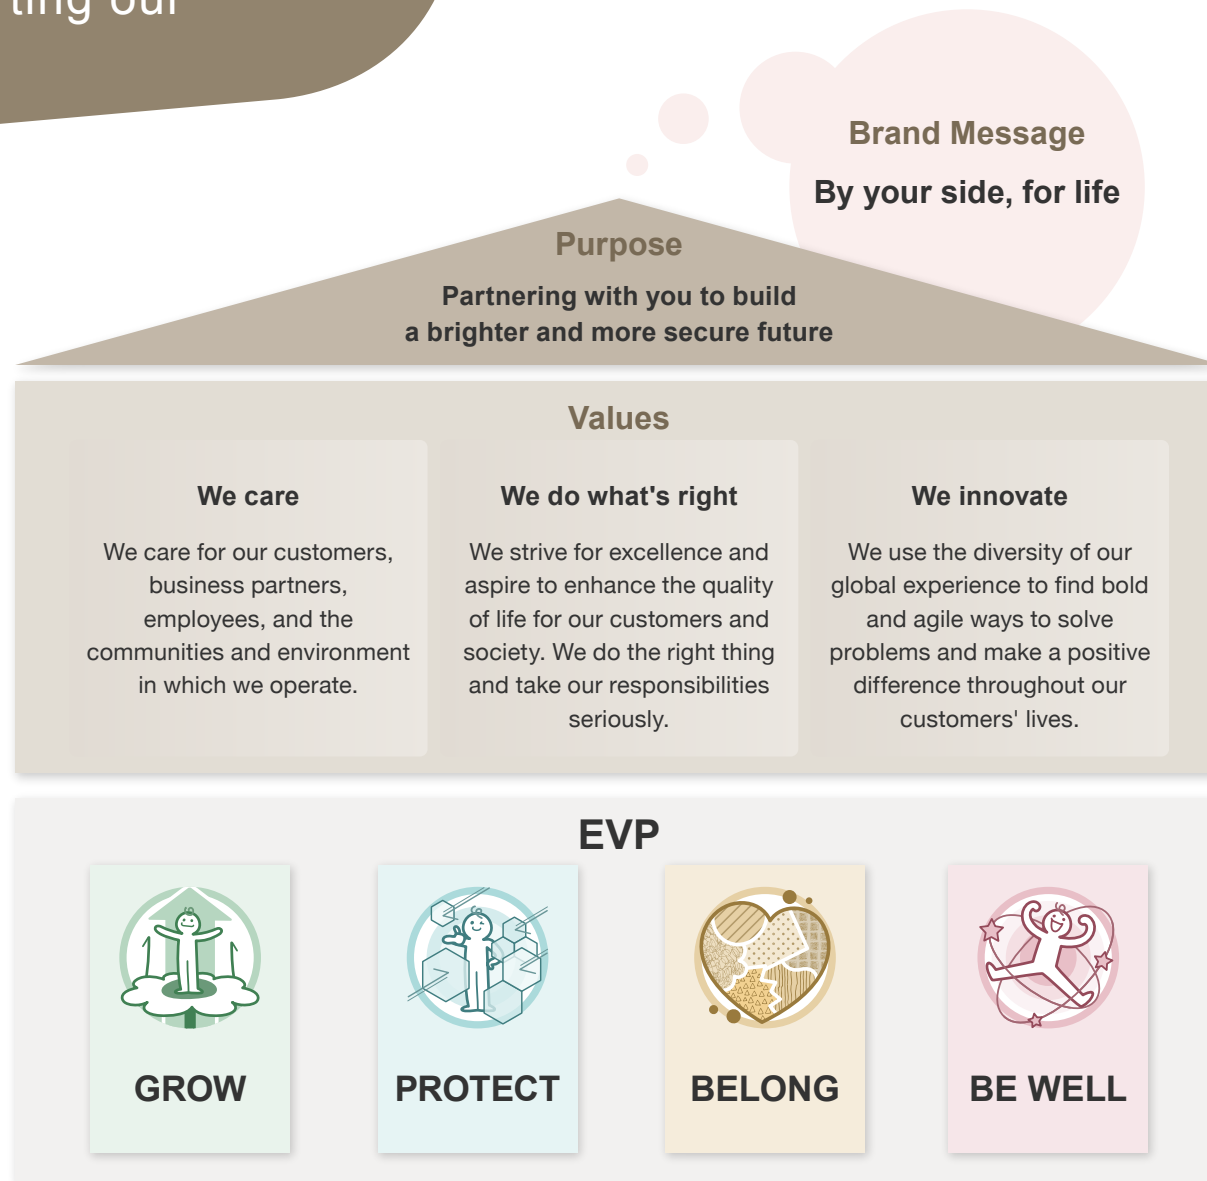 ting our
Brand Message
By your side, for life
Purpose
Partnering with you to build
a brighter and more secure future
Values
We care
We care for our customers,
business partners,
employees, and the
communities and environment
in which we operate.
We do what's right
We strive for excellence and
aspire to enhance the quality
of life for our customers and
society. We do the right thing
and take our responsibilities
seriously.
We innovate
We use the diversity of our
global experience to find bold
and agile ways to solve
problems and make a positive
difference throughout our
customers' lives.
EVP
GROW
PROTECT
BELONG
BE WELL